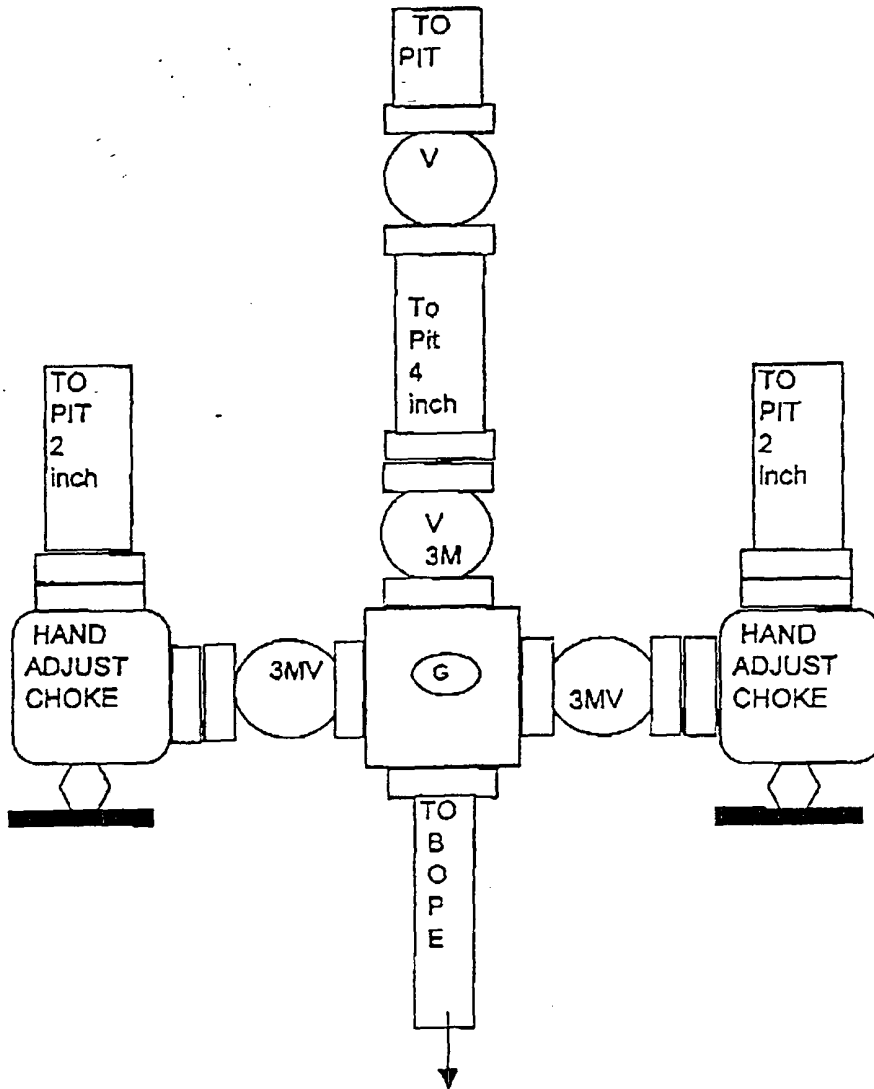 TO
PIT
V
To
Pit
4
inch
TO
PIT
2
inch
TO
PIT
2
inch
V
3M
HAND
ADJUST
CHOKE
3MV
G
3MV
HAND
ADJUST
CHOKE
TO
B
O
P
E